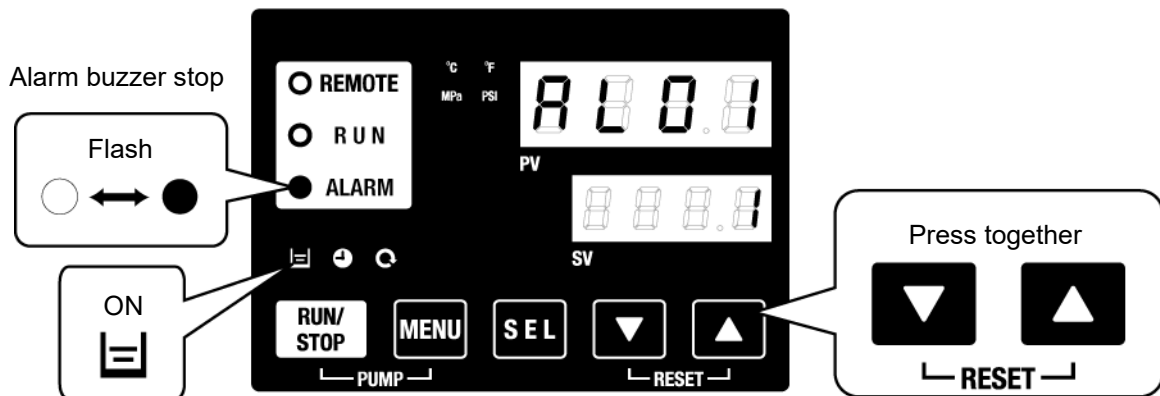 Alarm buzzer stop
Flash
ON
REMOTE
RUN
ALARM
°C °F
MPa PSI
AL01
PV
1
SV
RUN/
STOP
MENU
SEL
PUMP
RESET
Press together
RESET